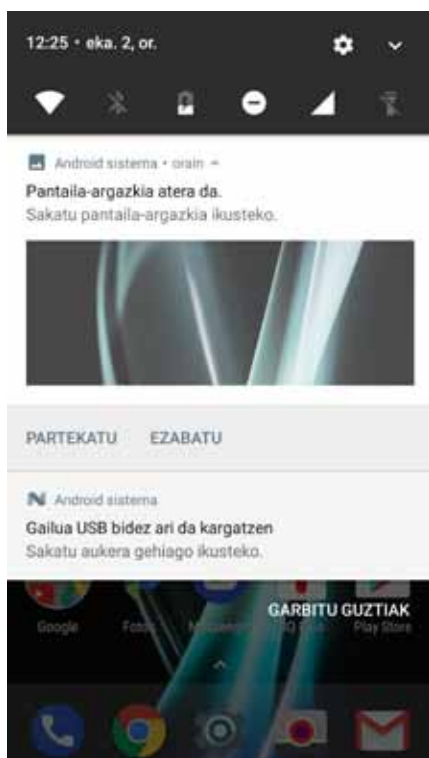 12:25 • eka. 2, or.
Android sistema • orain
Pantaila-argazkia atera da.
Sakatu pantaila-argazkia ikusteko.
PARTEKATU EZABATU
Android sistema
Gailua USB bidez ari da kargatzen
Sakatu aukera gehiago ikusteko.
GARBITU GUZTIAK
Google Fotos Play Store